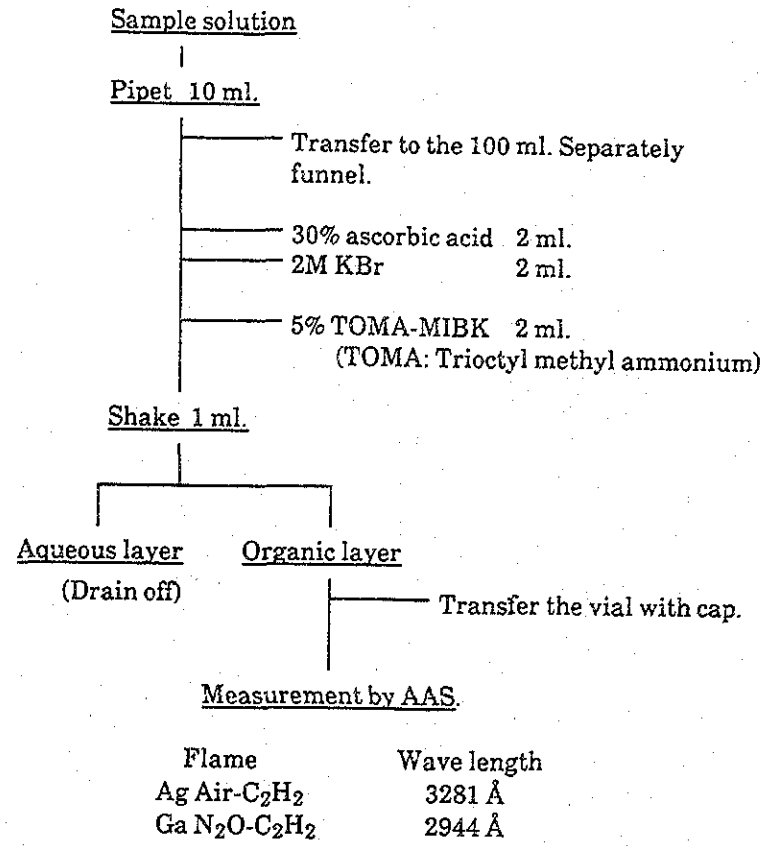 Sample solution
Pipet 10 ml.
Transfer to the 100 ml. Separately
funnel.
30% ascorbic acid 2 ml.
2M KBr 2 ml.
5% TOMA-MIBK 2 ml.
(TOMA: Trioctyl methyl ammonium)
Shake 1 ml.
Aqueous layer Organic layer
(Drain off)
Transfer the vial with cap.
Measurement by AAS.
Flame Wave length
Ag Air-C₂H₂ 3281 Å
Ga N₂O-C₂H₂ 2944 Å